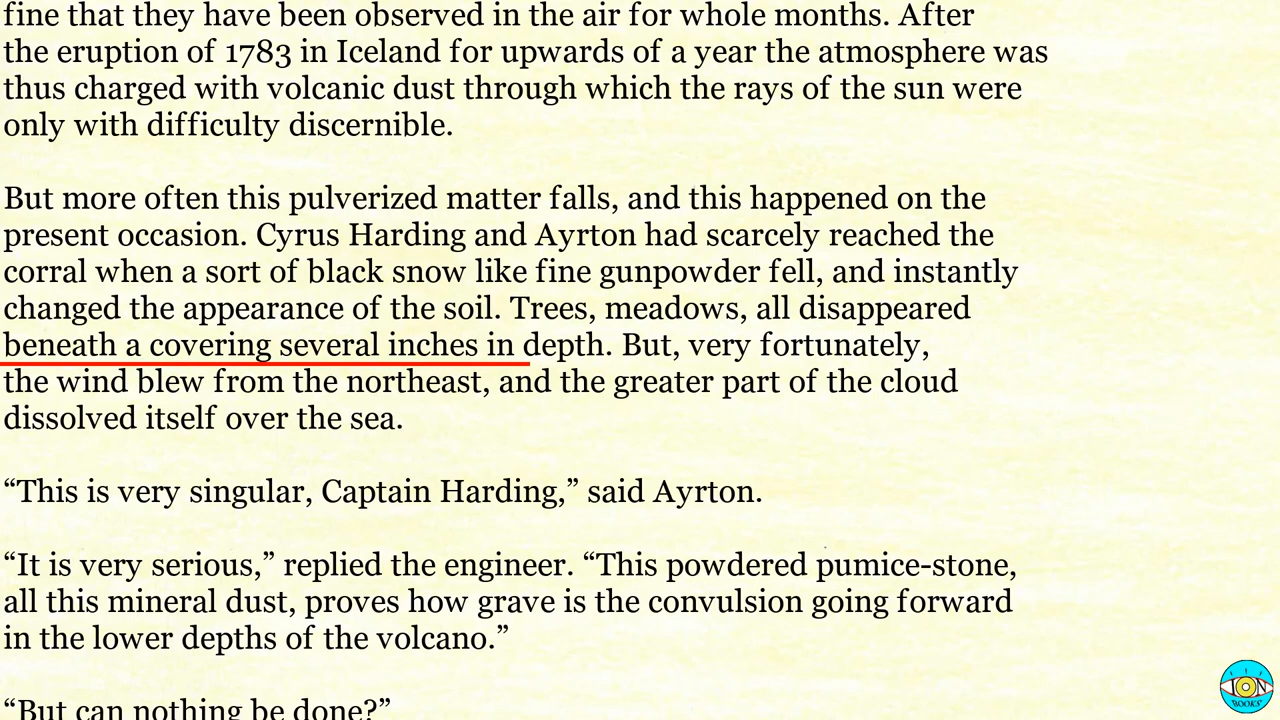 fine that they have been observed in the air for whole months. After
the eruption of 1783 in Iceland for upwards of a year the atmosphere was
thus charged with volcanic dust through which the rays of the sun were
only with difficulty discernible.
But more often this pulverized matter falls, and this happened on the
present occasion. Cyrus Harding and Ayrton had scarcely reached the
corral when a sort of black snow like fine gunpowder fell, and instantly
changed the appearance of the soil. Trees, meadows, all disappeared
beneath a covering several inches in depth. But, very fortunately,
the wind blew from the northeast, and the greater part of the cloud
dissolved itself over the sea.
“This is very singular, Captain Harding,” said Ayrton.
“It is very serious,” replied the engineer. “This powdered pumice-stone,
all this mineral dust, proves how grave is the convulsion going forward
in the lower depths of the volcano.”
“But can nothing be done?”
ION
BOOKS